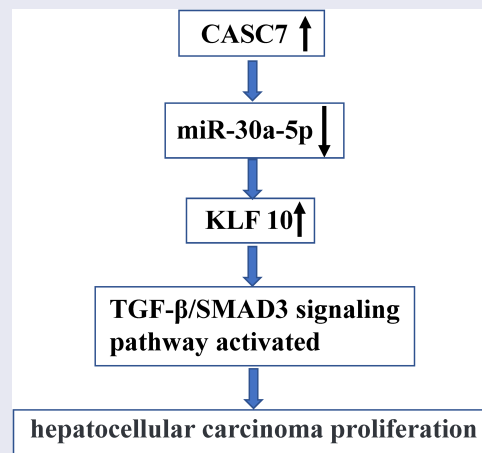 CASC7 ↑
miR-30a-5p ↓
KLF 10 ↑
TGF-β/SMAD3 signaling
pathway activated
hepatocellular carcinoma proliferation